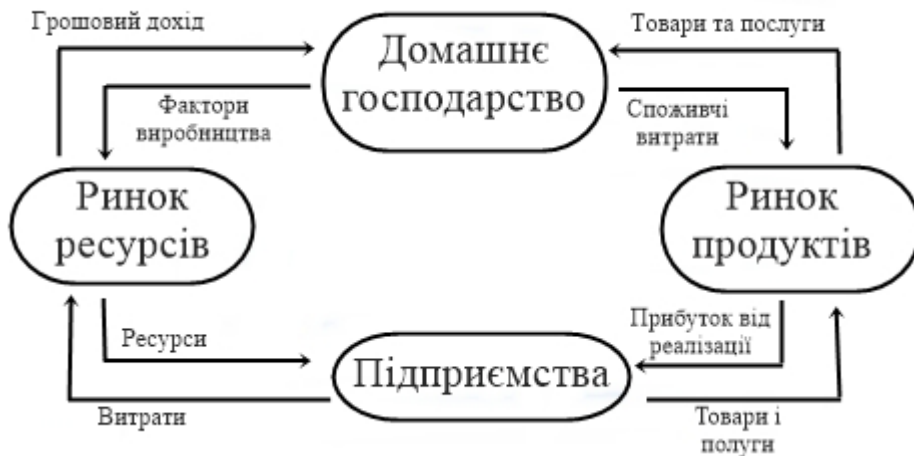 Грошовий дохід
Домашнє
господарство
Товари та послуги
Фактори
виробництва
Споживчі
витрати
Ринок
ресурсів
Ринок
продуктів
Ресурси
Прибуток від
реалізації
Підприємства
Витрати
Товари і
полуги